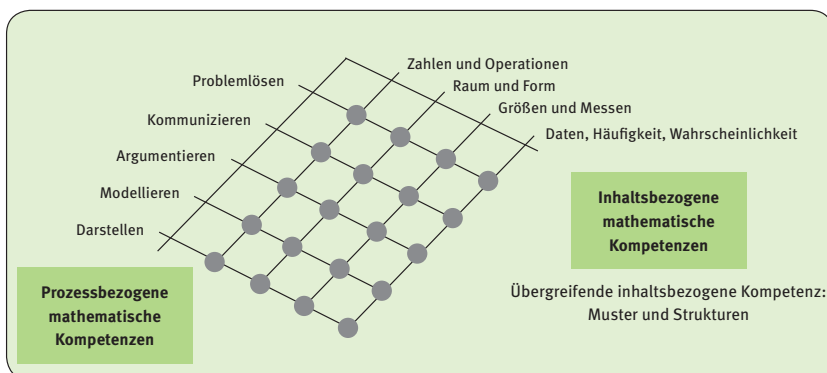 Zahlen und Operationen
Raum und Form
Größen und Messen
Daten, Häufigkeit, Wahrscheinlichkeit
Problemlösen
Kommunizieren
Argumentieren
Modellieren
Darstellen
Inhaltsbezogene
mathematische
Kompetenzen
Prozessbezogene
mathematische
Kompetenzen
Übergreifende inhaltsbezogene Kompetenz:
Muster und Strukturen